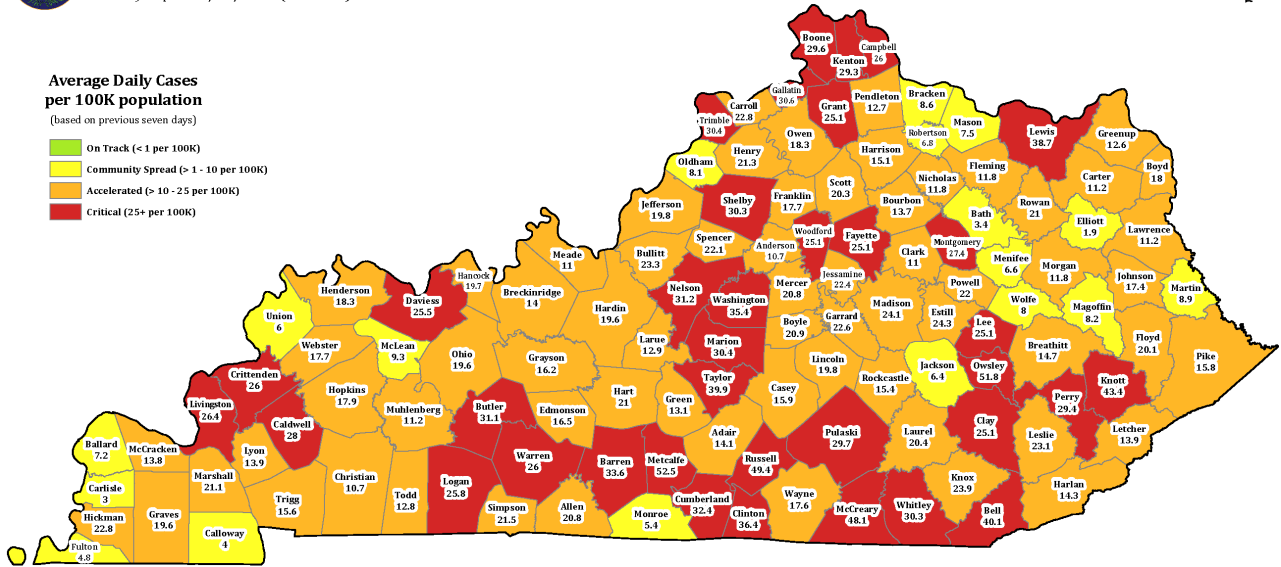 Average Daily Cases
per 100K population
(based on previous seven days)
On Track (< 1 per 100K)
Community Spread (> 1 - 10 per 100K)
Accelerated (> 10 - 25 per 100K)
Critical (25+ per 100K)
Boone
29.6
Kenton
29.3
Campbell
26
Gallatin
30.6
Grant
25.1
Pendleton
12.7
Bracken
8.6
Mason
7.5
Robertson
6.8
Lewis
38.7
Greenup
12.6
Boyd
18
Carter
11.2
Trimble
30.4
Carroll
22.8
Owen
18.3
Harrison
15.1
Oldham
8.1
Henry
21.3
Nicholas
11.8
Fleming
11.8
Rowan
21
Elliott
1.9
Lawrence
11.2
Jefferson
19.8
Shelby
30.3
Franklin
17.7
Scott
20.3
Bourbon
13.7
Bath
3.4
Spencer
22.1
Anderson
10.7
Woodford
25.1
Fayette
25.1
Clark
11
Montgomery
27.4
Menifee
6.6
Morgan
11.8
Johnson
17.4
Martin
8.9
Bullitt
23.3
Meade
11
Hancock
19.7
Breckinridge
14
Hardin
19.6
Nelson
31.2
Washington
35.4
Mercer
20.8
Jessamine
22.4
Madison
24.1
Powell
22
Estill
24.3
Wolfe
8
Magoffin
8.2
Floyd
20.1
Pike
15.8
Henderson
18.3
Daviess
25.5
Union
6
Webster
17.7
McLean
9.3
Ohio
19.6
Grayson
16.2
Larue
12.9
Marion
30.4
Boyle
20.9
Garrard
22.6
Lee
25.1
Breathitt
14.7
Knott
43.4
Crittenden
26
Livingston
26.4
Caldwell
28
Hopkins
17.9
Muhlenberg
11.2
Butler
31.1
Edmonson
16.5
Hart
21
Green
13.1
Taylor
39.9
Casey
15.9
Lincoln
19.8
Rockcastle
15.4
Jackson
6.4
Owsley
51.8
Perry
29.4
Letcher
13.9
Leslie
23.1
Clay
25.1
Laurel
20.4
Pulaski
29.7
Adair
14.1
Russell
49.4
Metcalfe
52.5
Barren
33.6
Warren
26
Logan
25.8
Todd
12.8
Christian
10.7
Trigg
15.6
Lyon
13.9
Marshall
21.1
McCracken
13.8
Ballard
7.2
Carlisle
3
Hickman
22.8
Fulton
4.8
Graves
19.6
Calloway
4
Simpson
21.5
Allen
20.8
Monroe
5.4
Cumberland
32.4
Clinton
36.4
Wayne
17.6
McCreary
48.1
Whitley
30.3
Knox
23.9
Bell
40.1
Harlan
14.3